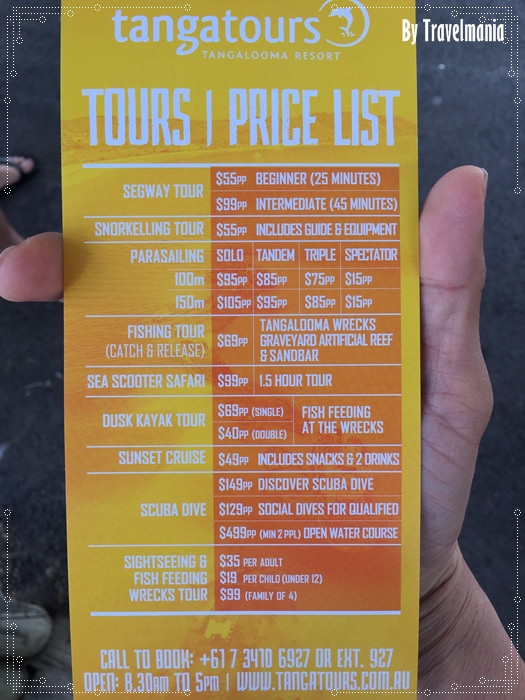 By Travelmania
tangatours
TANGALOOMA RESORT
TOURS | PRICE LIST
SEGWAY TOUR
$55PP BEGINNER (25 MINUTES)
$99PP INTERMEDIATE (45 MINUTES)
SNORKELLING TOUR $55PP INCLUDES GUIDE & EQUIPMENT
PARASAILING SOLO TANDEM TRIPLE SPECTATOR
100m $95PP $85PP $75PP $15PP
150m $105PP $95PP $85PP $15PP
FISHING TOUR
(CATCH & RELEASE)
$69PP
TANGALOOMA WRECKS
GRAVEYARD ARTIFICIAL REEF
& SANDBAR
SEA SCOOTER SAFARI $99PP 1.5 HOUR TOUR
DUSK KAYAK TOUR
$69PP (SINGLE)
$40PP (DOUBLE)
FISH FEEDING
AT THE WRECKS
SUNSET CRUISE $49PP INCLUDES SNACKS & 2 DRINKS
SCUBA DIVE
$149PP DISCOVER SCUBA DIVE
$129PP SOCIAL DIVES FOR QUALIFIED
$499PP (MIN 2 PPL) OPEN WATER COURSE
SIGHTSEEING &
FISH FEEDING
WRECKS TOUR
$35 PER ADULT
$19 PER CHILD (UNDER 12)
$99 (FAMILY OF 4)
CALL TO BOOK: +61 7 3410 6927 OR EXT. 927
OPEN: 8.30am TO 5pm | WWW.TANGATOURS.COM.AU